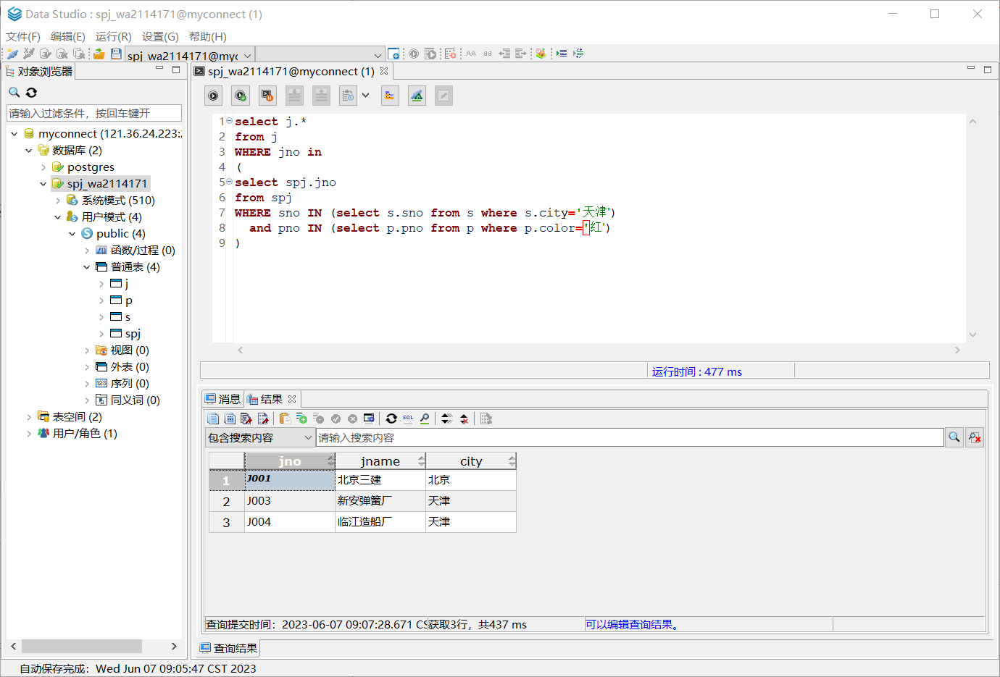 Data Studio : spj_wa2114171@myconnect (1)
文件(F) 编辑(E) 运行(R) 设置(G) 帮助(H)
spj_wa2114171@myc
对象浏览器
spj_wa2114171@myconnect (1)
请输入过滤条件，按回车键开
myconnect (121.36.24.223:
数据库 (2)
postgres
spj_wa2114171
系统模式 (510)
用户模式 (4)
public (4)
函数/过程 (0)
普通表 (4)
j
p
s
spj
视图 (0)
外表 (0)
序列 (0)
同义词 (0)
表空间 (2)
用户/角色 (1)
1 select j.*
2 from j
3 WHERE jno in
4 (
5 select spj.jno
6 from spj
7 WHERE sno IN (select s.sno from s where s.city='天津')
8 and pno IN (select p.pno from p where p.color='红')
9 )
运行时间 : 477 ms
消息 结果
SQL
包含搜索内容 请输入搜索内容
jno jname city
1 J001 北京三建 北京
2 J003 新安弹簧厂 天津
3 J004 临江造船厂 天津
查询提交时间： 2023-06-07 09:07:28.671 CS 获取3行，共437 ms 可以编辑查询结果。
查询结果
自动保存完成： Wed Jun 07 09:05:47 CST 2023